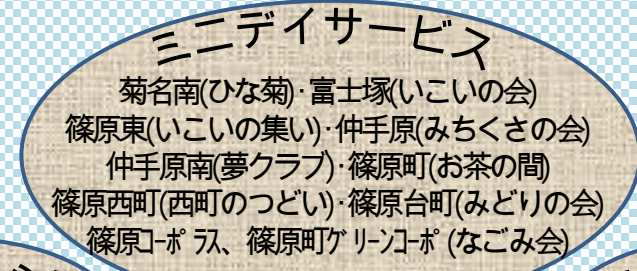 ミニデイサービス
菊名南(ひな菊)･富士塚(いこいの会)
篠原東(いこいの集い)･仲手原(みちくさの会)
仲手原南(夢クラブ)･篠原町(お茶の間)
篠原西町(西町のつどい)･篠原台町(みどりの会)
篠原ｺｰﾎﾟﾗｽ、篠原町ｸﾞﾘｰﾝｺｰﾎﾟ(なごみ会)